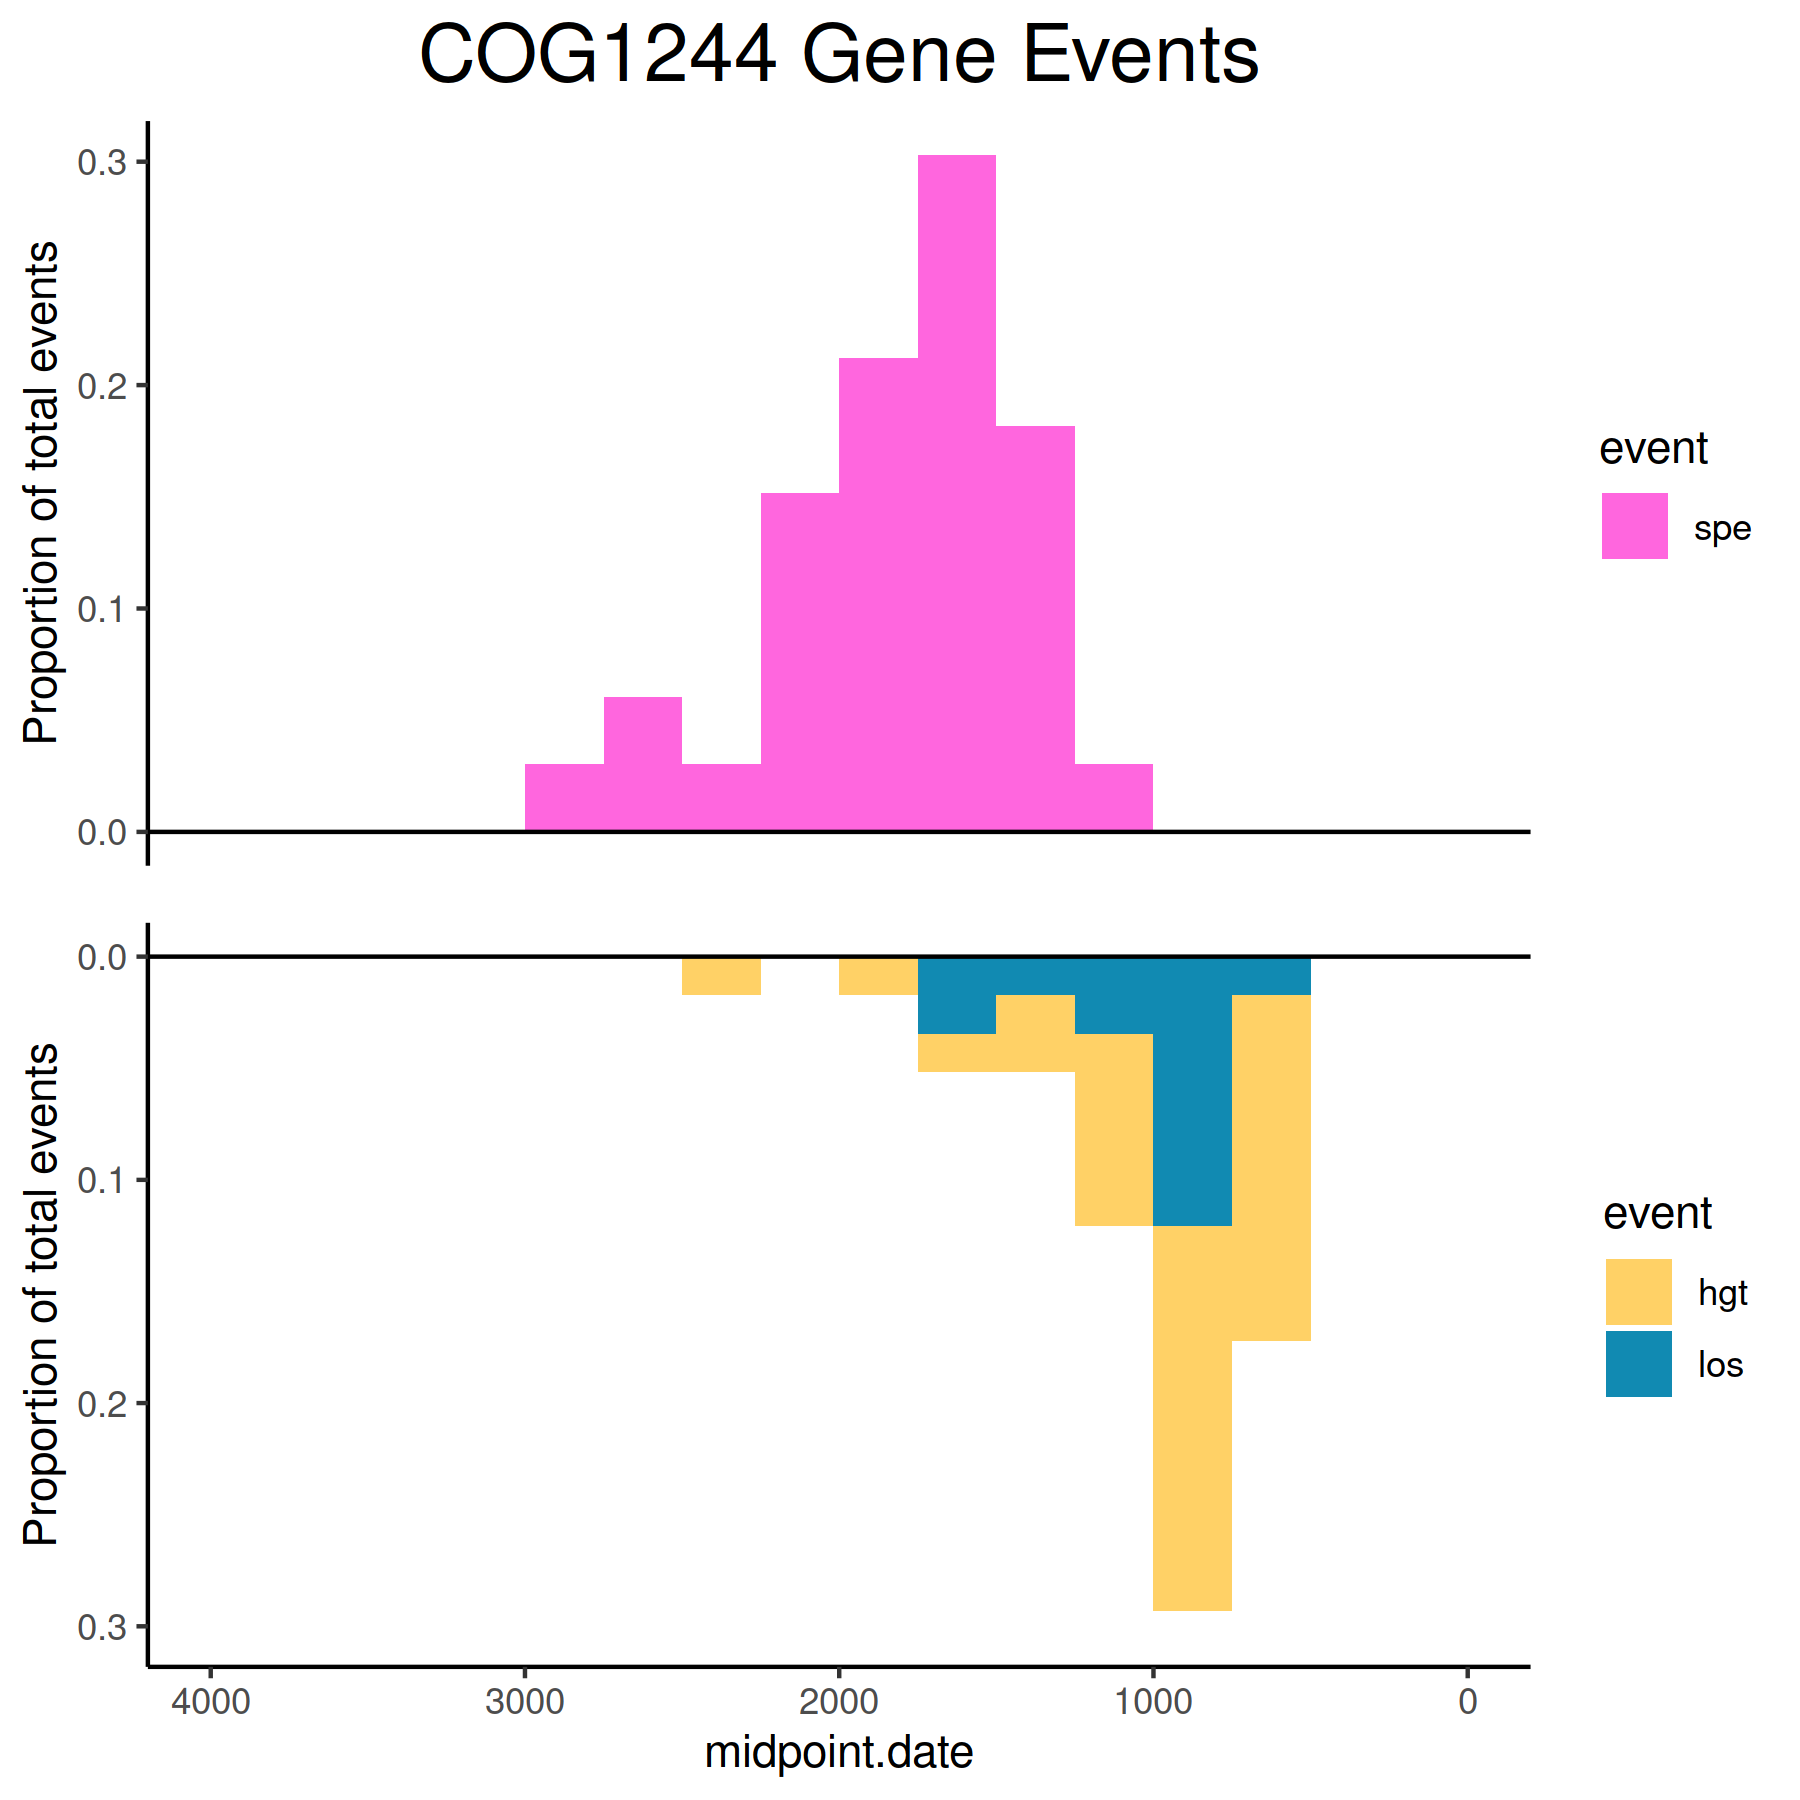 COG1244 Gene Events
Proportion of total events
0.3
0.2
0.1
0.0
event
spe
Proportion of total events
0.0
0.1
0.2
0.3
event
hgt
los
4000 3000 2000 1000 0
midpoint.date